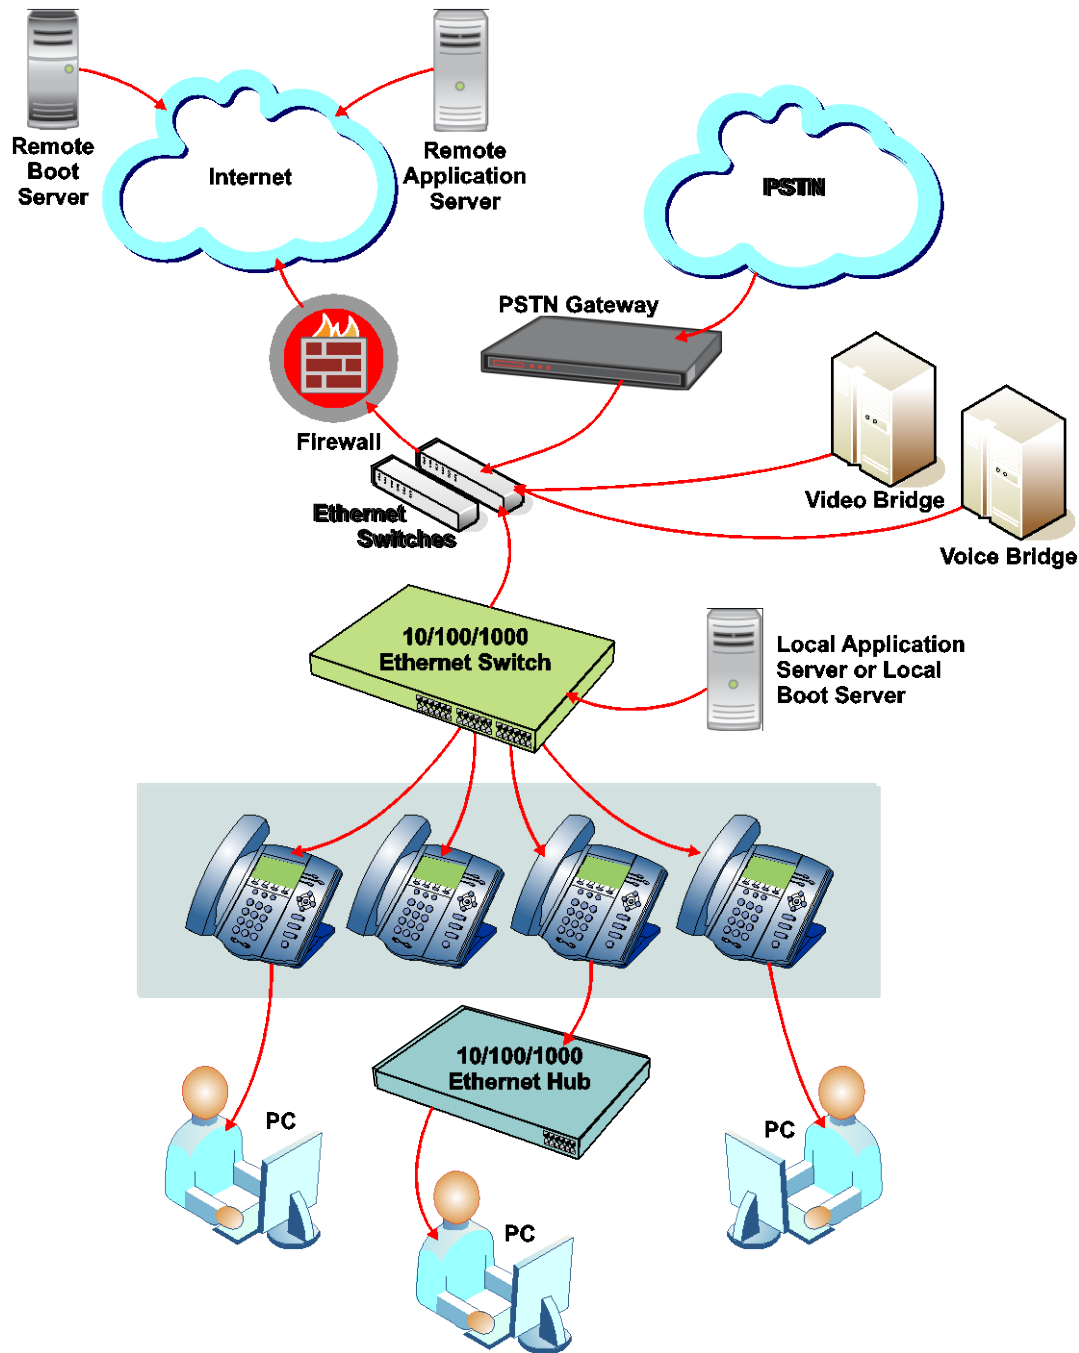 Remote
Boot
Server
Internet
Remote
Application
Server
PSTN
PSTN Gateway
Firewall
Ethernet
Switches
Video Bridge
Voice Bridge
10/100/1000
Ethernet Switch
Local Application
Server or Local
Boot Server
10/100/1000
Ethernet Hub
PC
PC
PC